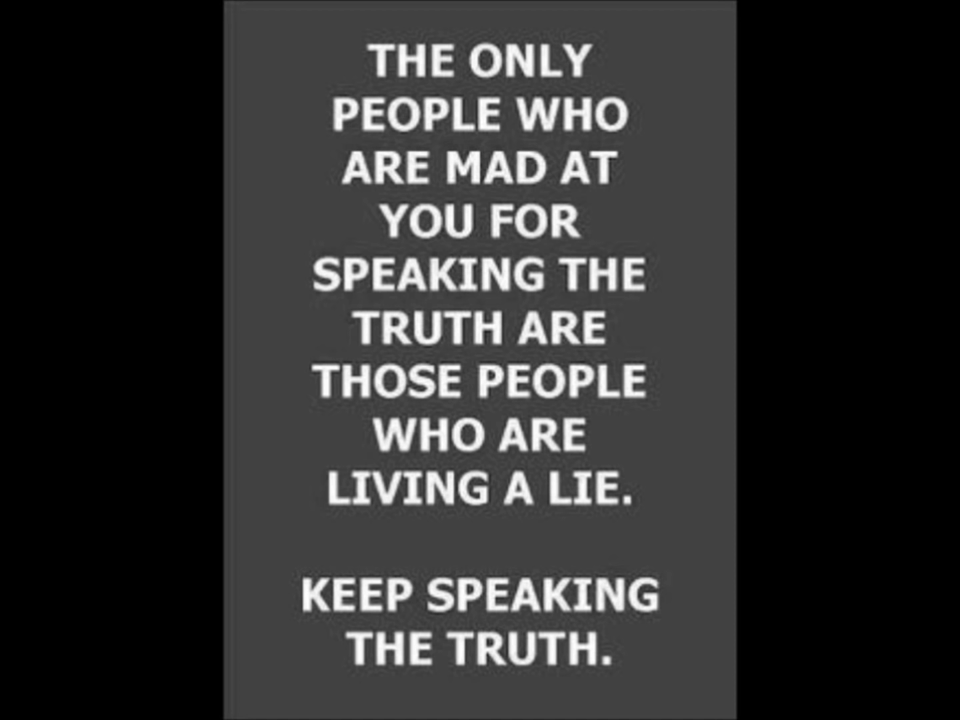 THE ONLY
PEOPLE WHO
ARE MAD AT
YOU FOR
SPEAKING THE
TRUTH ARE
THOSE PEOPLE
WHO ARE
LIVING A LIE.
KEEP SPEAKING
THE TRUTH.